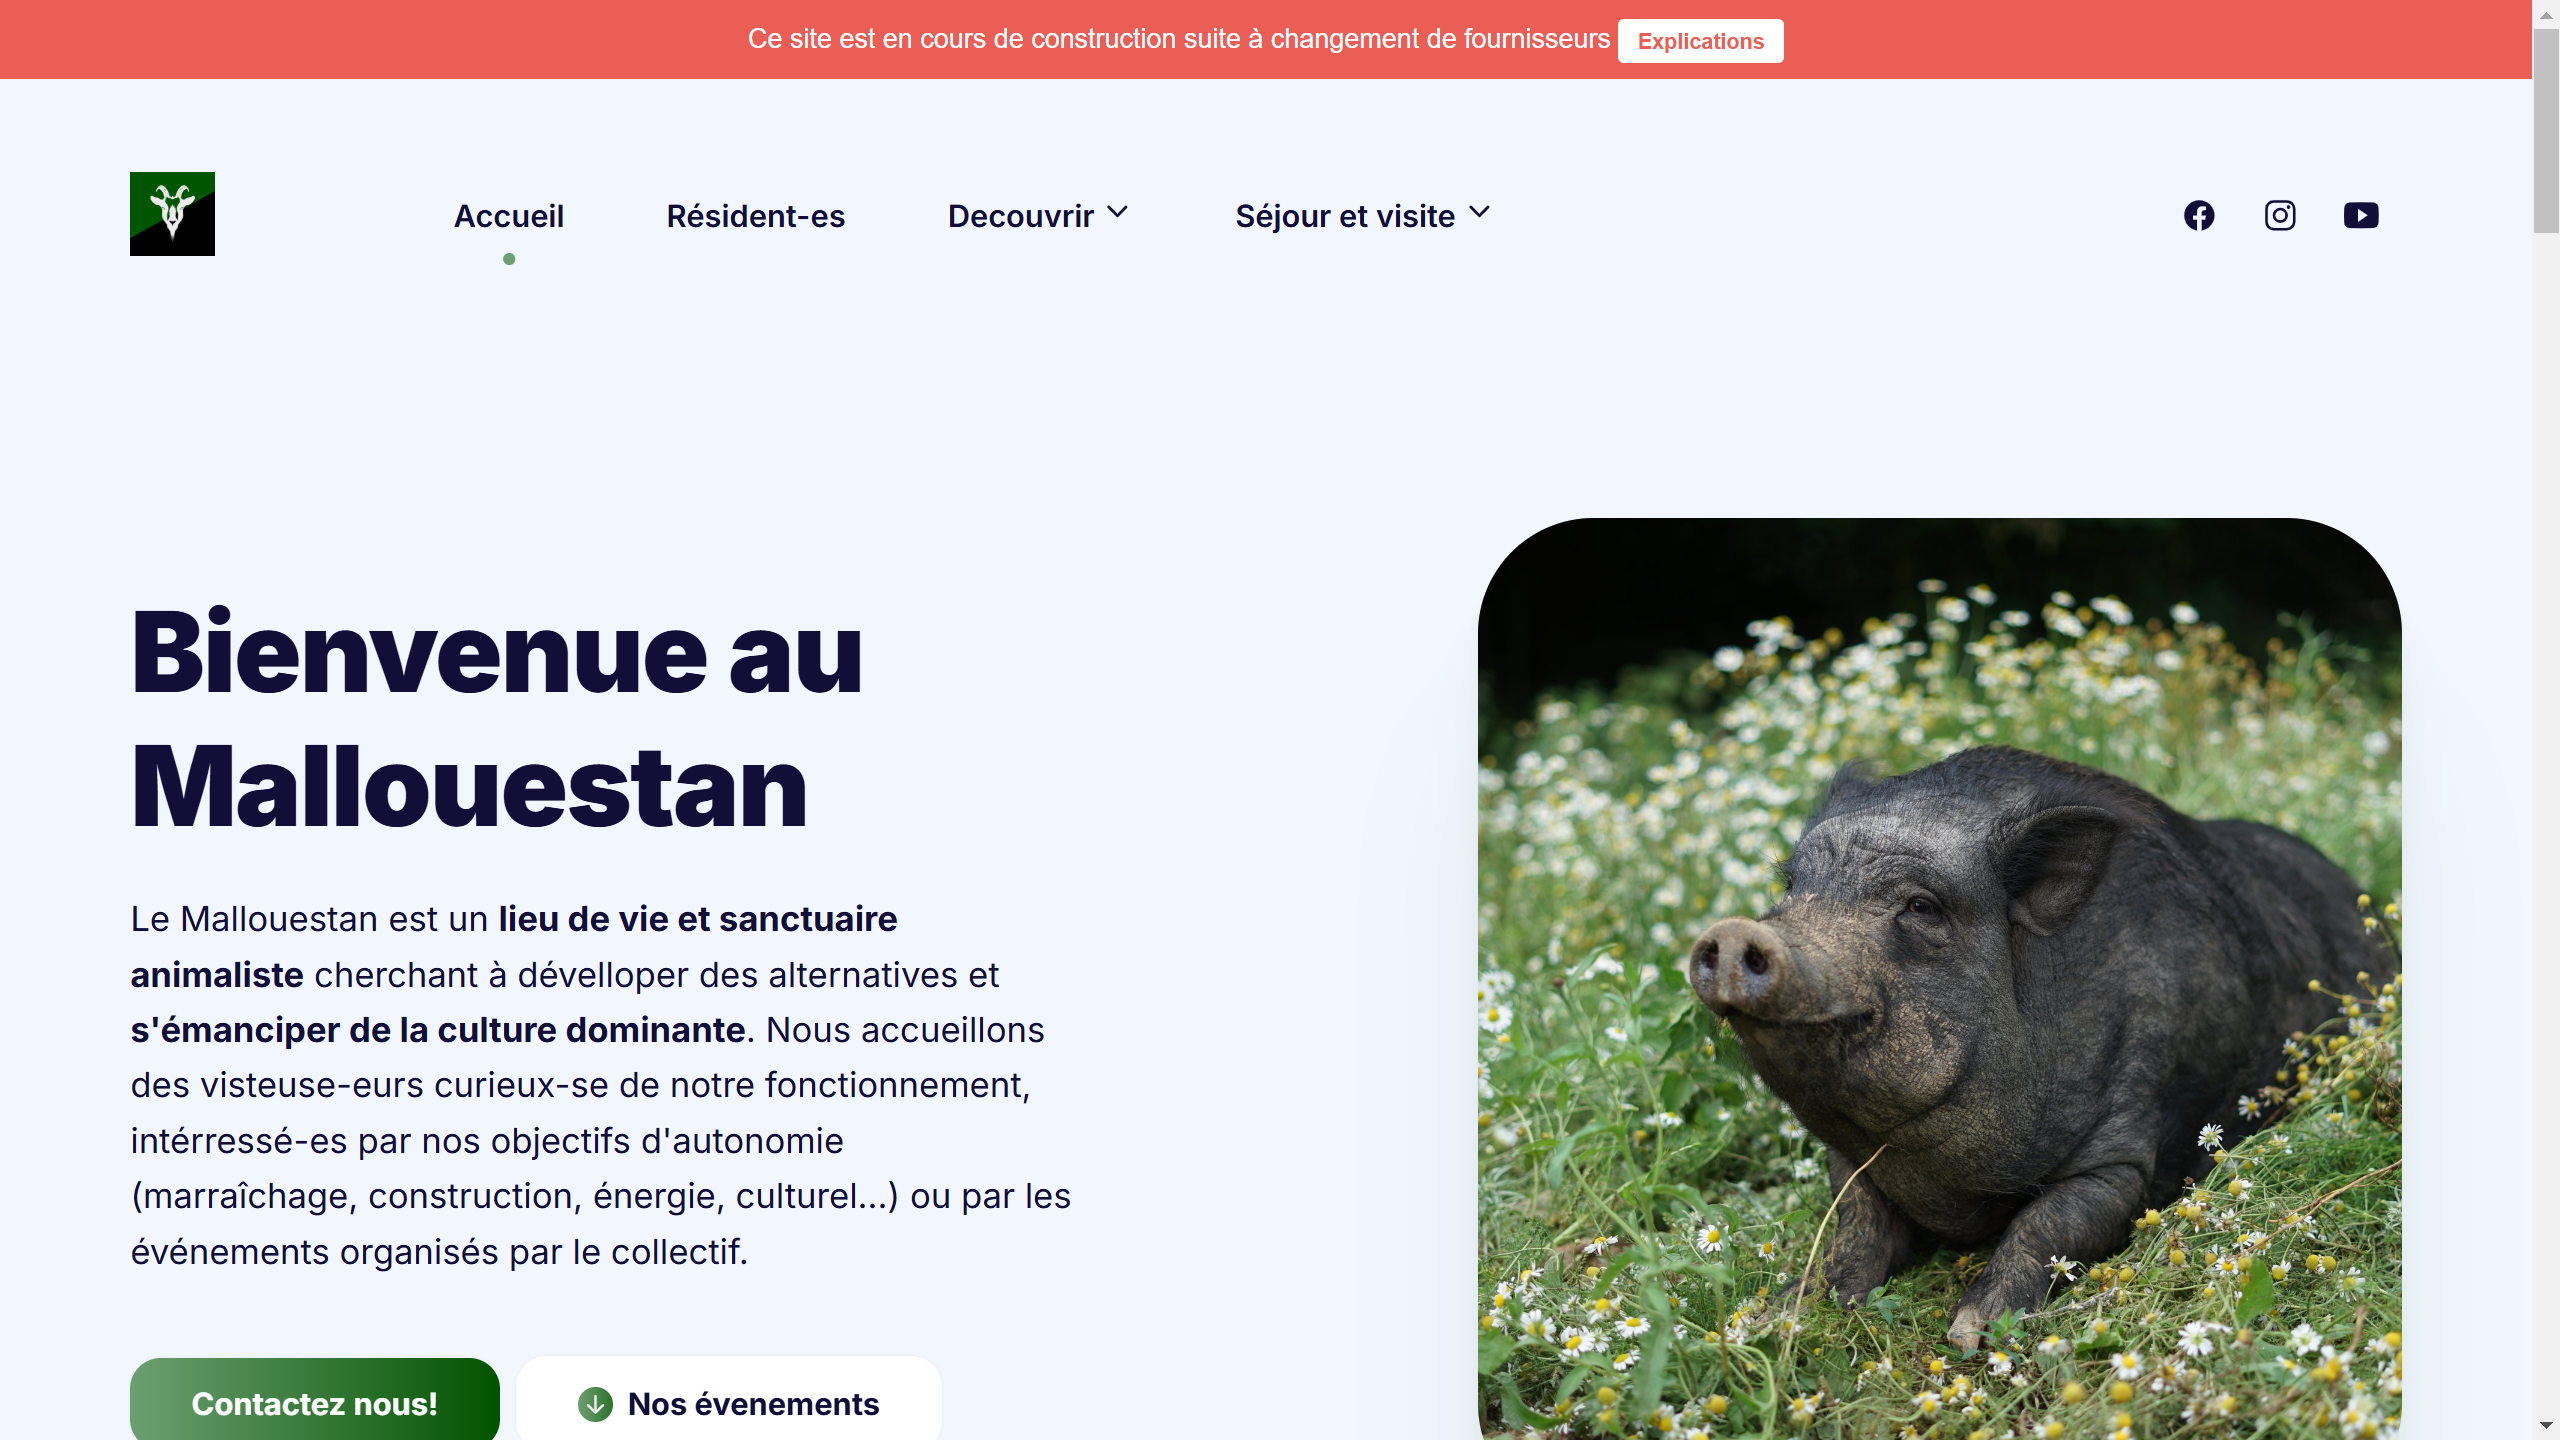 Ce site est en cours de construction suite à changement de fournisseurs Explications
Accueil Résident-es Decouvrir Séjour et visite
Bienvenue au
Mallouestan
Le Mallouestan est un lieu de vie et sanctuaire
animaliste cherchant à dévelloper des alternatives et
s'émanciper de la culture dominante. Nous accueillons
des visteuse-eurs curieux-se de notre fonctionnement,
intérressé-es par nos objectifs d'autonomie
(marraîchage, construction, énergie, culturel...) ou par les
événements organisés par le collectif.
Contactez nous! Nos évenements